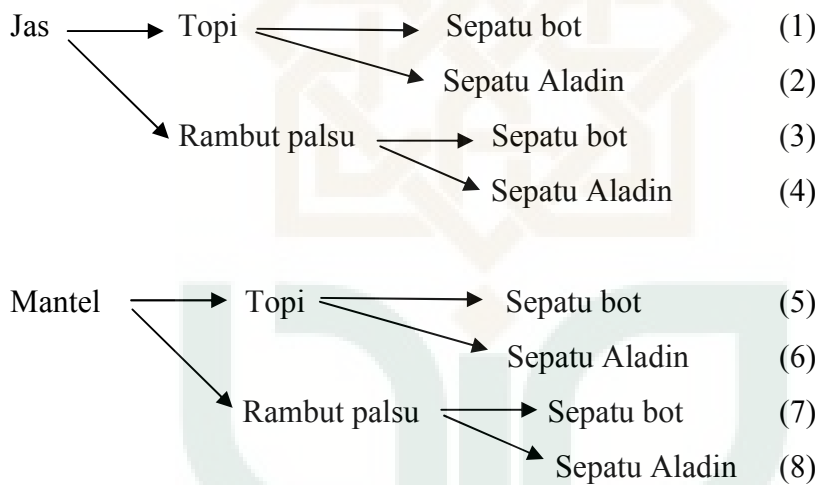 Jas Topi Sepatu bot (1)
Sepatu Aladin (2)
Rambut palsu Sepatu bot (3)
Sepatu Aladin (4)
Mantel Topi Sepatu bot (5)
Sepatu Aladin (6)
Rambut palsu Sepatu bot (7)
Sepatu Aladin (8)